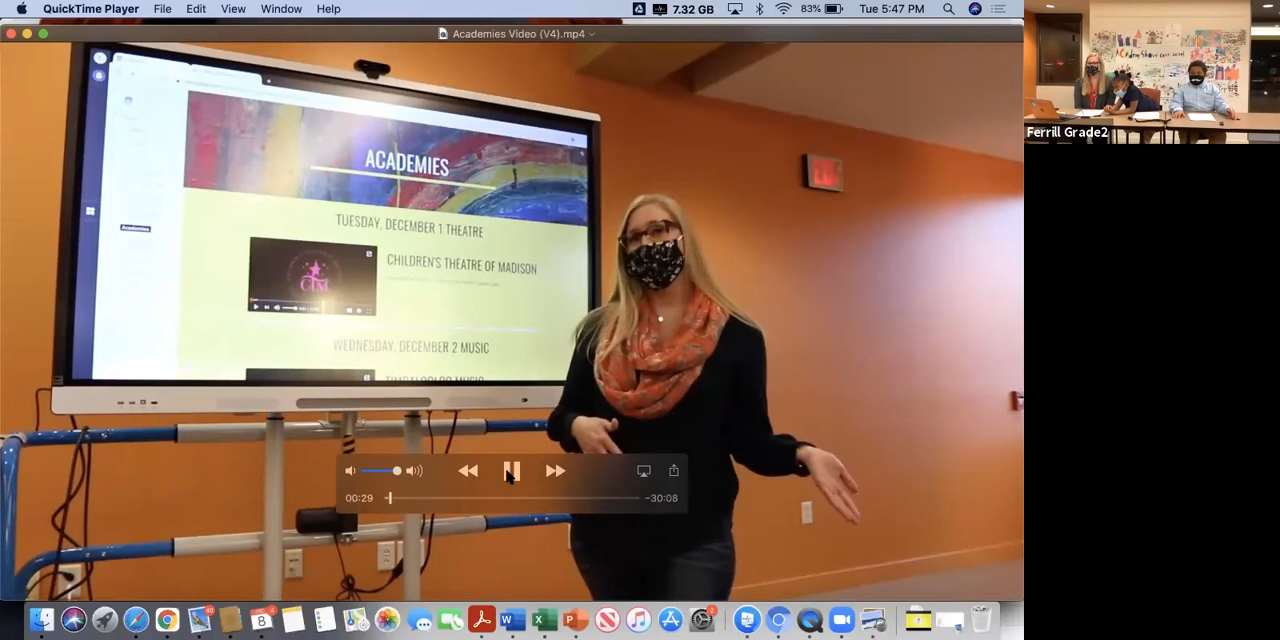 QuickTime Player File Edit View Window Help 7.32 GB 83% Tue 5:47 PM
Academies Video (V4).mp4
ACADEMIES
TUESDAY, DECEMBER 1 THEATRE
CTM
CHILDREN'S THEATRE OF MADISON
Academies
WEDNESDAY, DECEMBER 2 MUSIC
00:29 -30:08
Ferrill Grade2